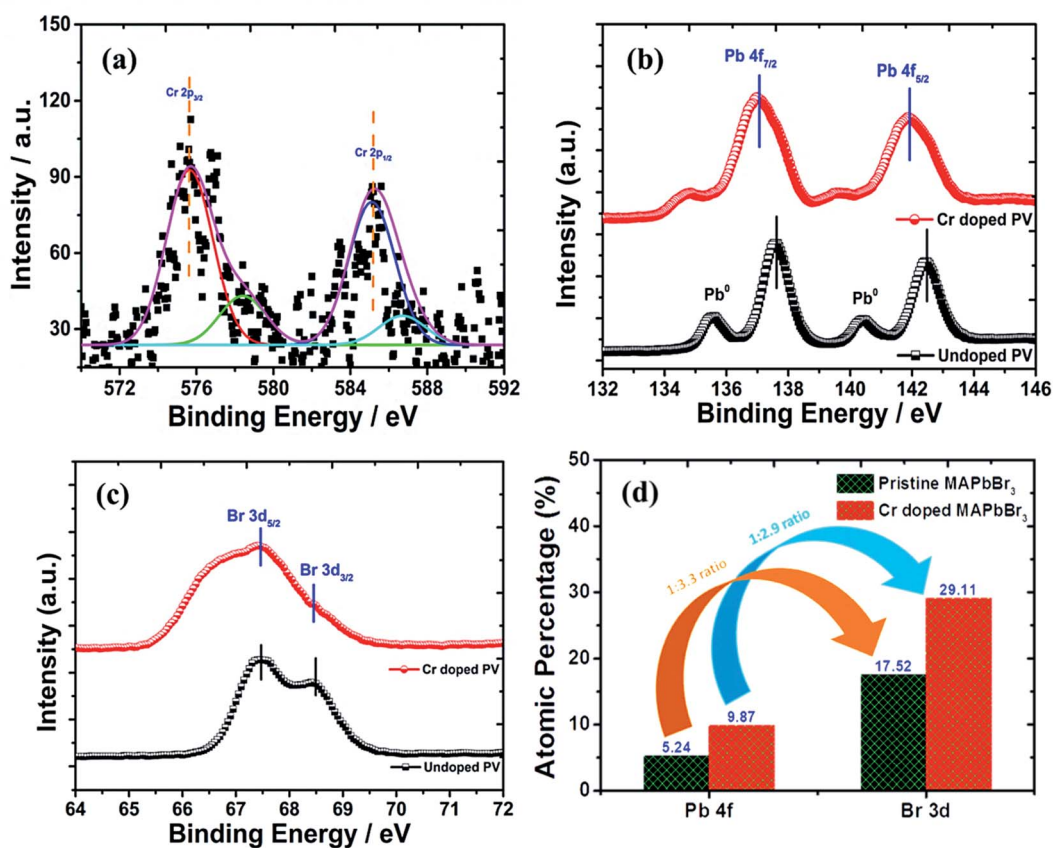 (a)
150
120
90
60
30
Intensity / a.u.
Cr 2p3/2
Cr 2p1/2
572 576 580 584 588 592
Binding Energy / eV
(b)
Pb 4f7/2
Pb 4f5/2
Cr doped PV
Pb0
Pb0
Undoped PV
Intensity (a.u.)
132 134 136 138 140 142 144 146
Binding Energy / eV
(c)
Br 3d5/2
Br 3d3/2
Cr doped PV
Undoped PV
Intensity (a.u.)
64 65 66 67 68 69 70 71 72
Binding Energy / eV
(d)
Pristine MAPbBr3
Cr doped MAPbBr3
50
40
30
20
10
0
Atomic Percentage (%)
1:2.9 ratio
1:3.3 ratio
29.11
17.52
9.87
5.24
Pb 4f Br 3d